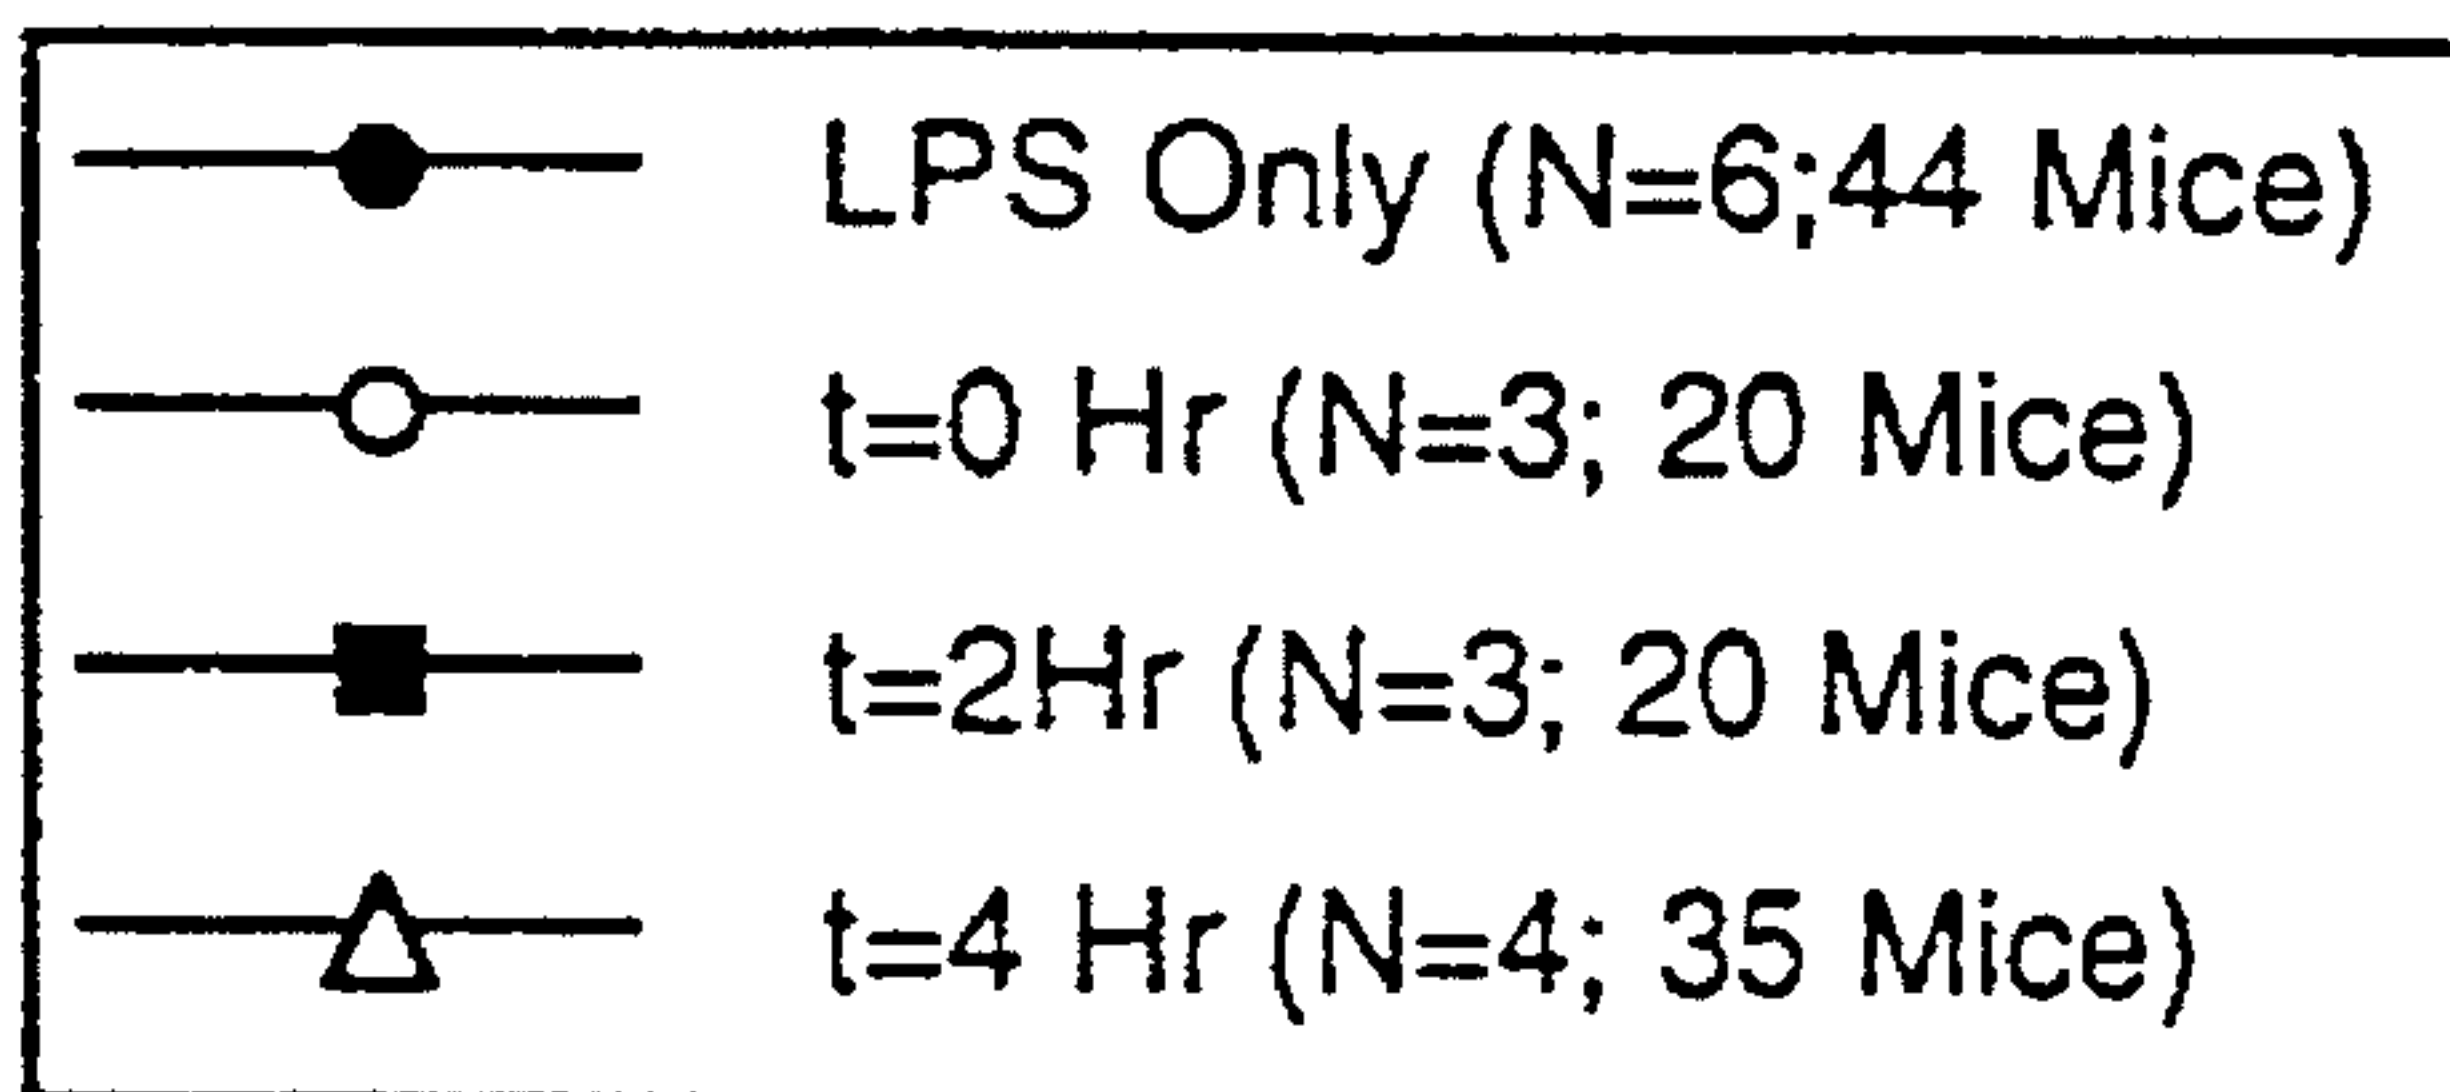 LPS Only (N=6;44 Mice)
t=0 Hr (N=3; 20 Mice)
t=2Hr (N=3; 20 Mice)
t=4 Hr (N=4; 35 Mice)